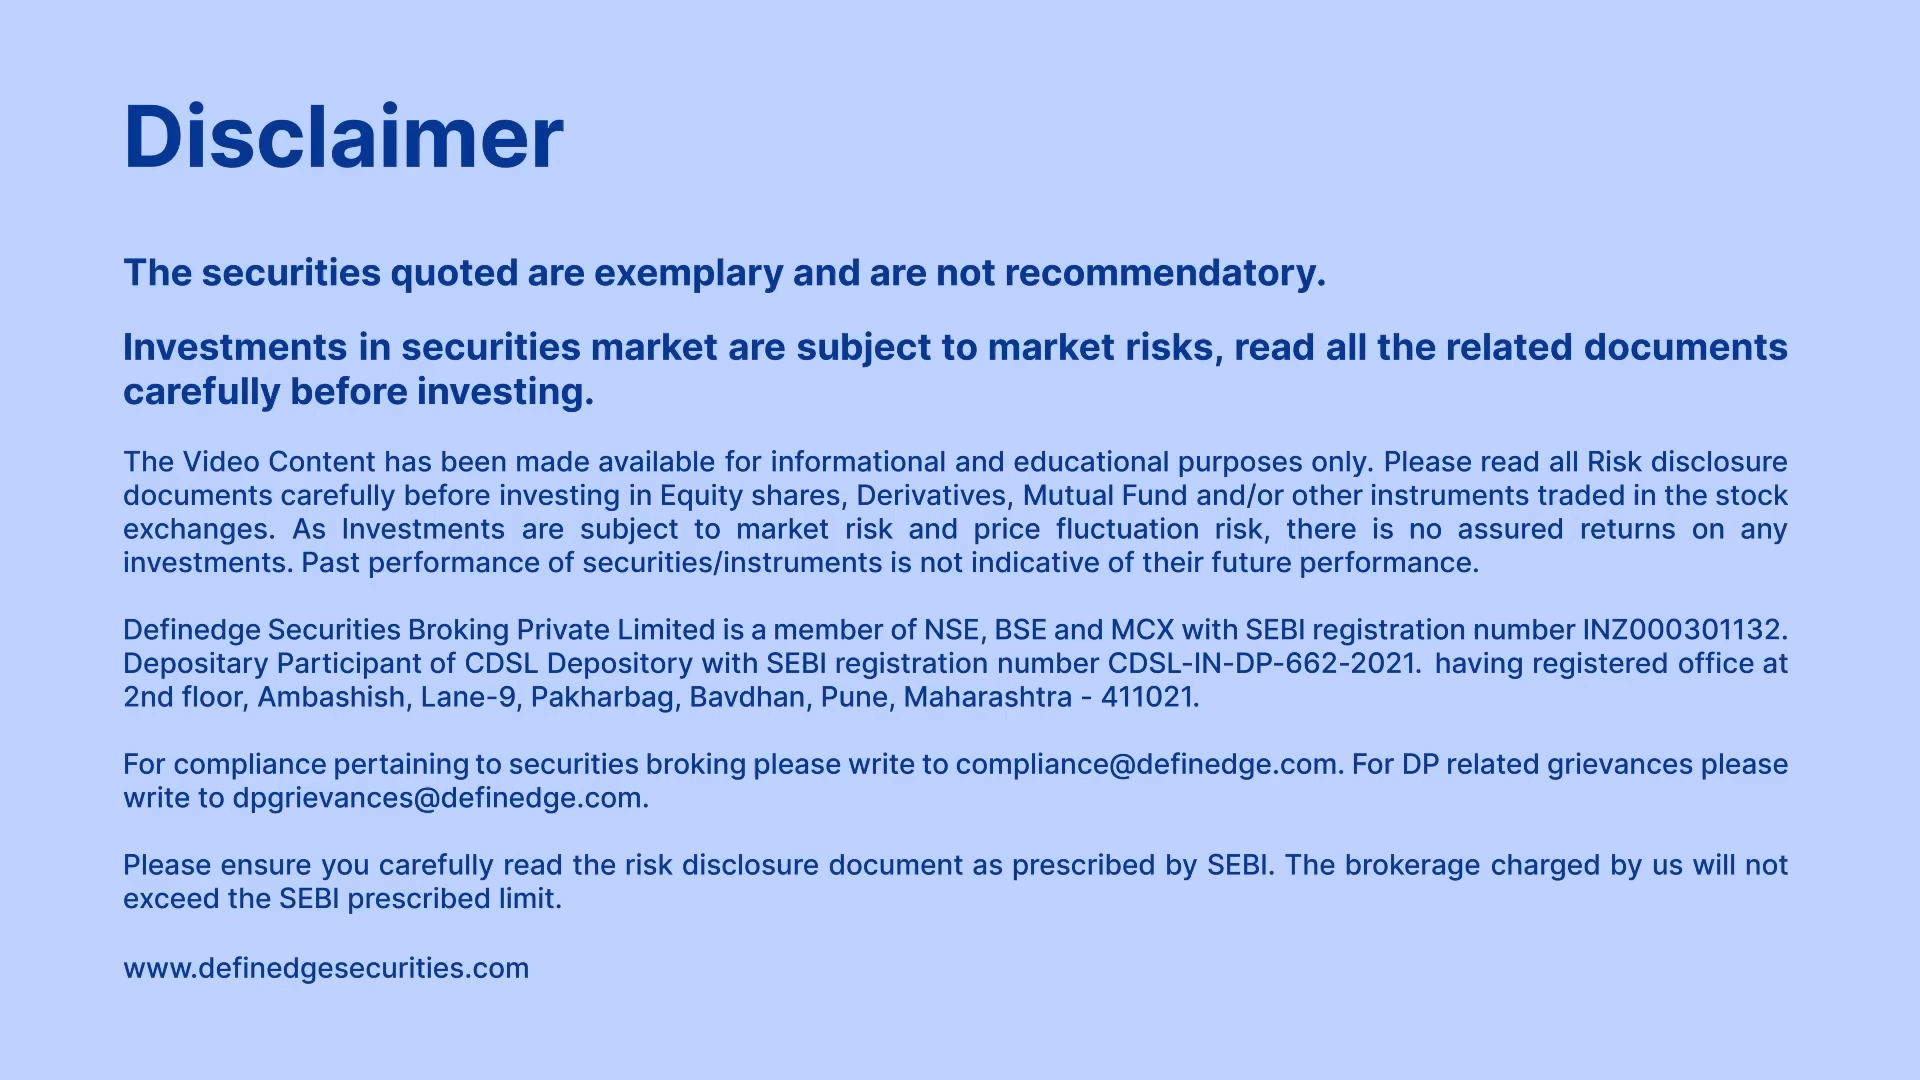 Disclaimer
The securities quoted are exemplary and are not recommendatory.
Investments in securities market are subject to market risks, read all the related documents
carefully before investing.
The Video Content has been made available for informational and educational purposes only. Please read all Risk disclosure
documents carefully before investing in Equity shares, Derivatives, Mutual Fund and/or other instruments traded in the stock
exchanges. As Investments are subject to market risk and price fluctuation risk, there is no assured returns on any
investments. Past performance of securities/instruments is not indicative of their future performance.
Definedge Securities Broking Private Limited is a member of NSE, BSE and MCX with SEBI registration number INZ000301132.
Depositary Participant of CDSL Depository with SEBI registration number CDSL-IN-DP-662-2021. having registered office at
2nd floor, Ambashish, Lane-9, Pakharbag, Bavdhan, Pune, Maharashtra - 411021.
For compliance pertaining to securities broking please write to compliance@definedge.com. For DP related grievances please
write to dpgrievances@definedge.com.
Please ensure you carefully read the risk disclosure document as prescribed by SEBI. The brokerage charged by us will not
exceed the SEBI prescribed limit.
www.definedgesecurities.com